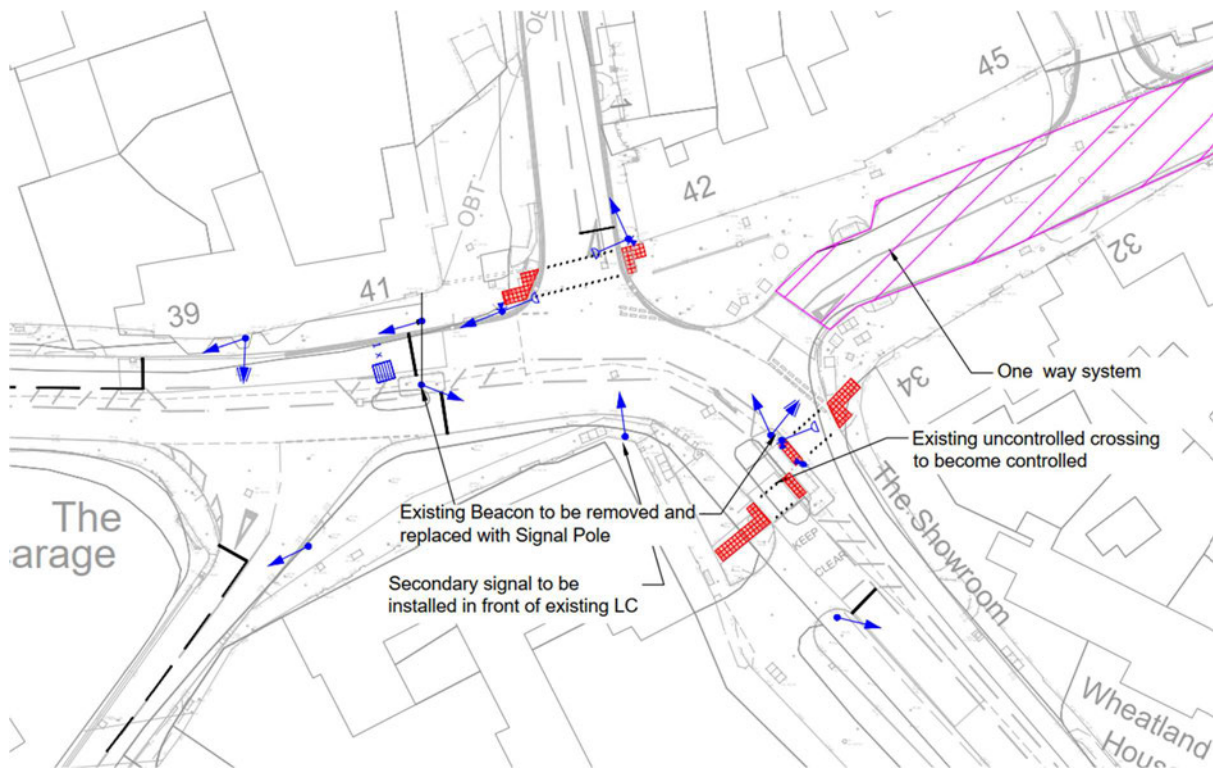 45
42
1
OBT
32
41
39
One way system
34
Existing uncontrolled crossing
to become controlled
The
arage
Existing Beacon to be removed and
replaced with Signal Pole
The Showroom
KEEP
CLEAR
Secondary signal to be
installed in front of existing LC
Wheatland
House